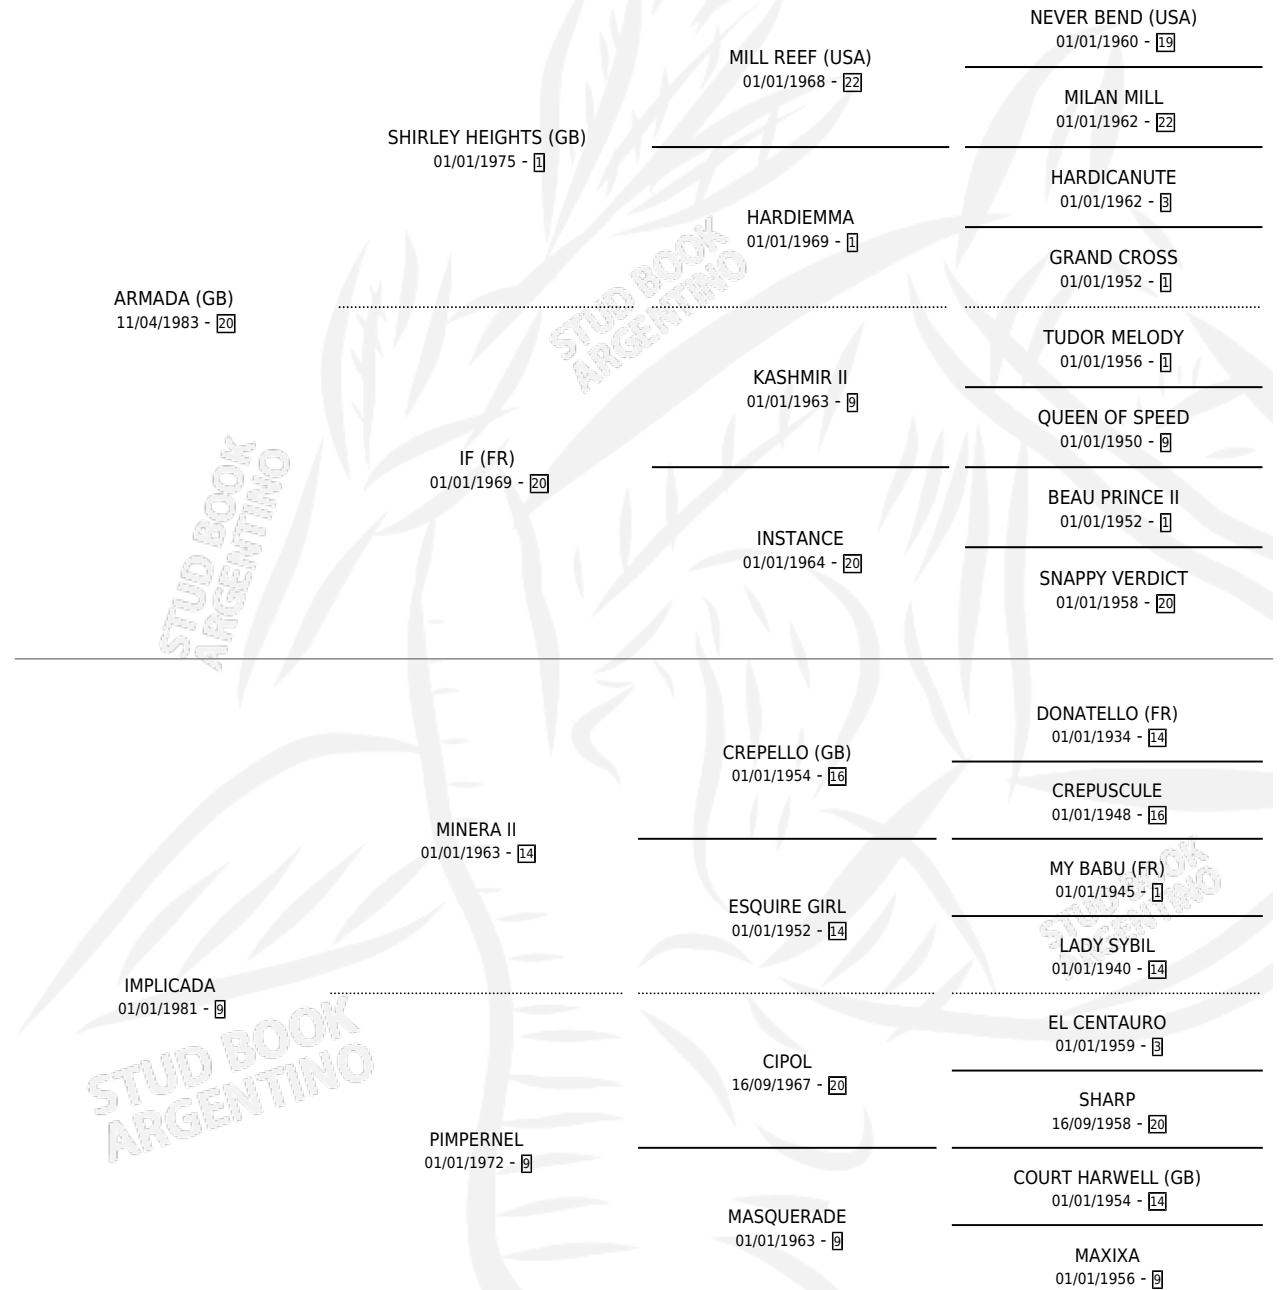 NEVER BEND (USA)
01/01/1960 - 19
MILL REEF (USA)
01/01/1968 - 22
MILAN MILL
01/01/1962 - 22
SHIRLEY HEIGHTS (GB)
01/01/1975 - 1
HARDICANUTE
01/01/1962 - 3
HARDIEMMA
01/01/1969 - 1
GRAND CROSS
01/01/1952 - 1
ARMADA (GB)
11/04/1983 - 20
TUDOR MELODY
01/01/1956 - 1
KASHMIR II
01/01/1963 - 9
QUEEN OF SPEED
01/01/1950 - 9
IF (FR)
01/01/1969 - 20
BEAU PRINCE II
01/01/1952 - 1
INSTANCE
01/01/1964 - 20
SNAPPY VERDICT
01/01/1958 - 20
DONATELLO (FR)
01/01/1934 - 14
CREPELLO (GB)
01/01/1954 - 16
CREPUSCULE
01/01/1948 - 16
MINERA II
01/01/1963 - 14
MY BABU (FR)
01/01/1945 - 1
ESQUIRE GIRL
01/01/1952 - 14
LADY SYBIL
01/01/1940 - 14
IMPLICADA
01/01/1981 - 9
EL CENTAURO
01/01/1959 - 3
CIPOL
16/09/1967 - 20
SHARP
16/09/1958 - 20
PIMPERNEL
01/01/1972 - 9
COURT HARWELL (GB)
01/01/1954 - 14
MASQUERADE
01/01/1963 - 9
MAXIXA
01/01/1956 - 9
STUD BOOK
ARGENTINO
STUD BOOK
ARGENTINO
STUD BOOK
ARGENTINO
STUD BOOK
ARGENTINO